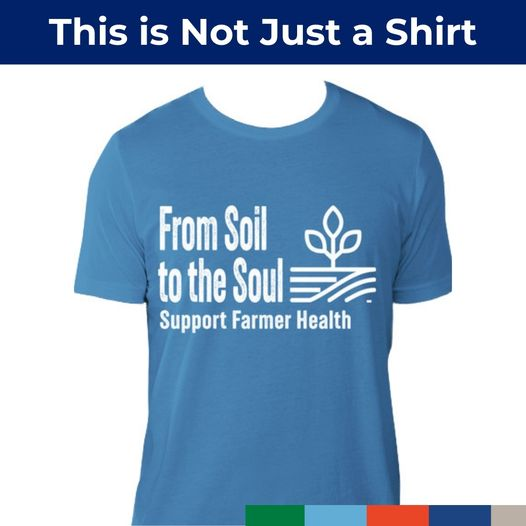 This is Not Just a Shirt
From Soil
to the Soul
Support Farmer Health